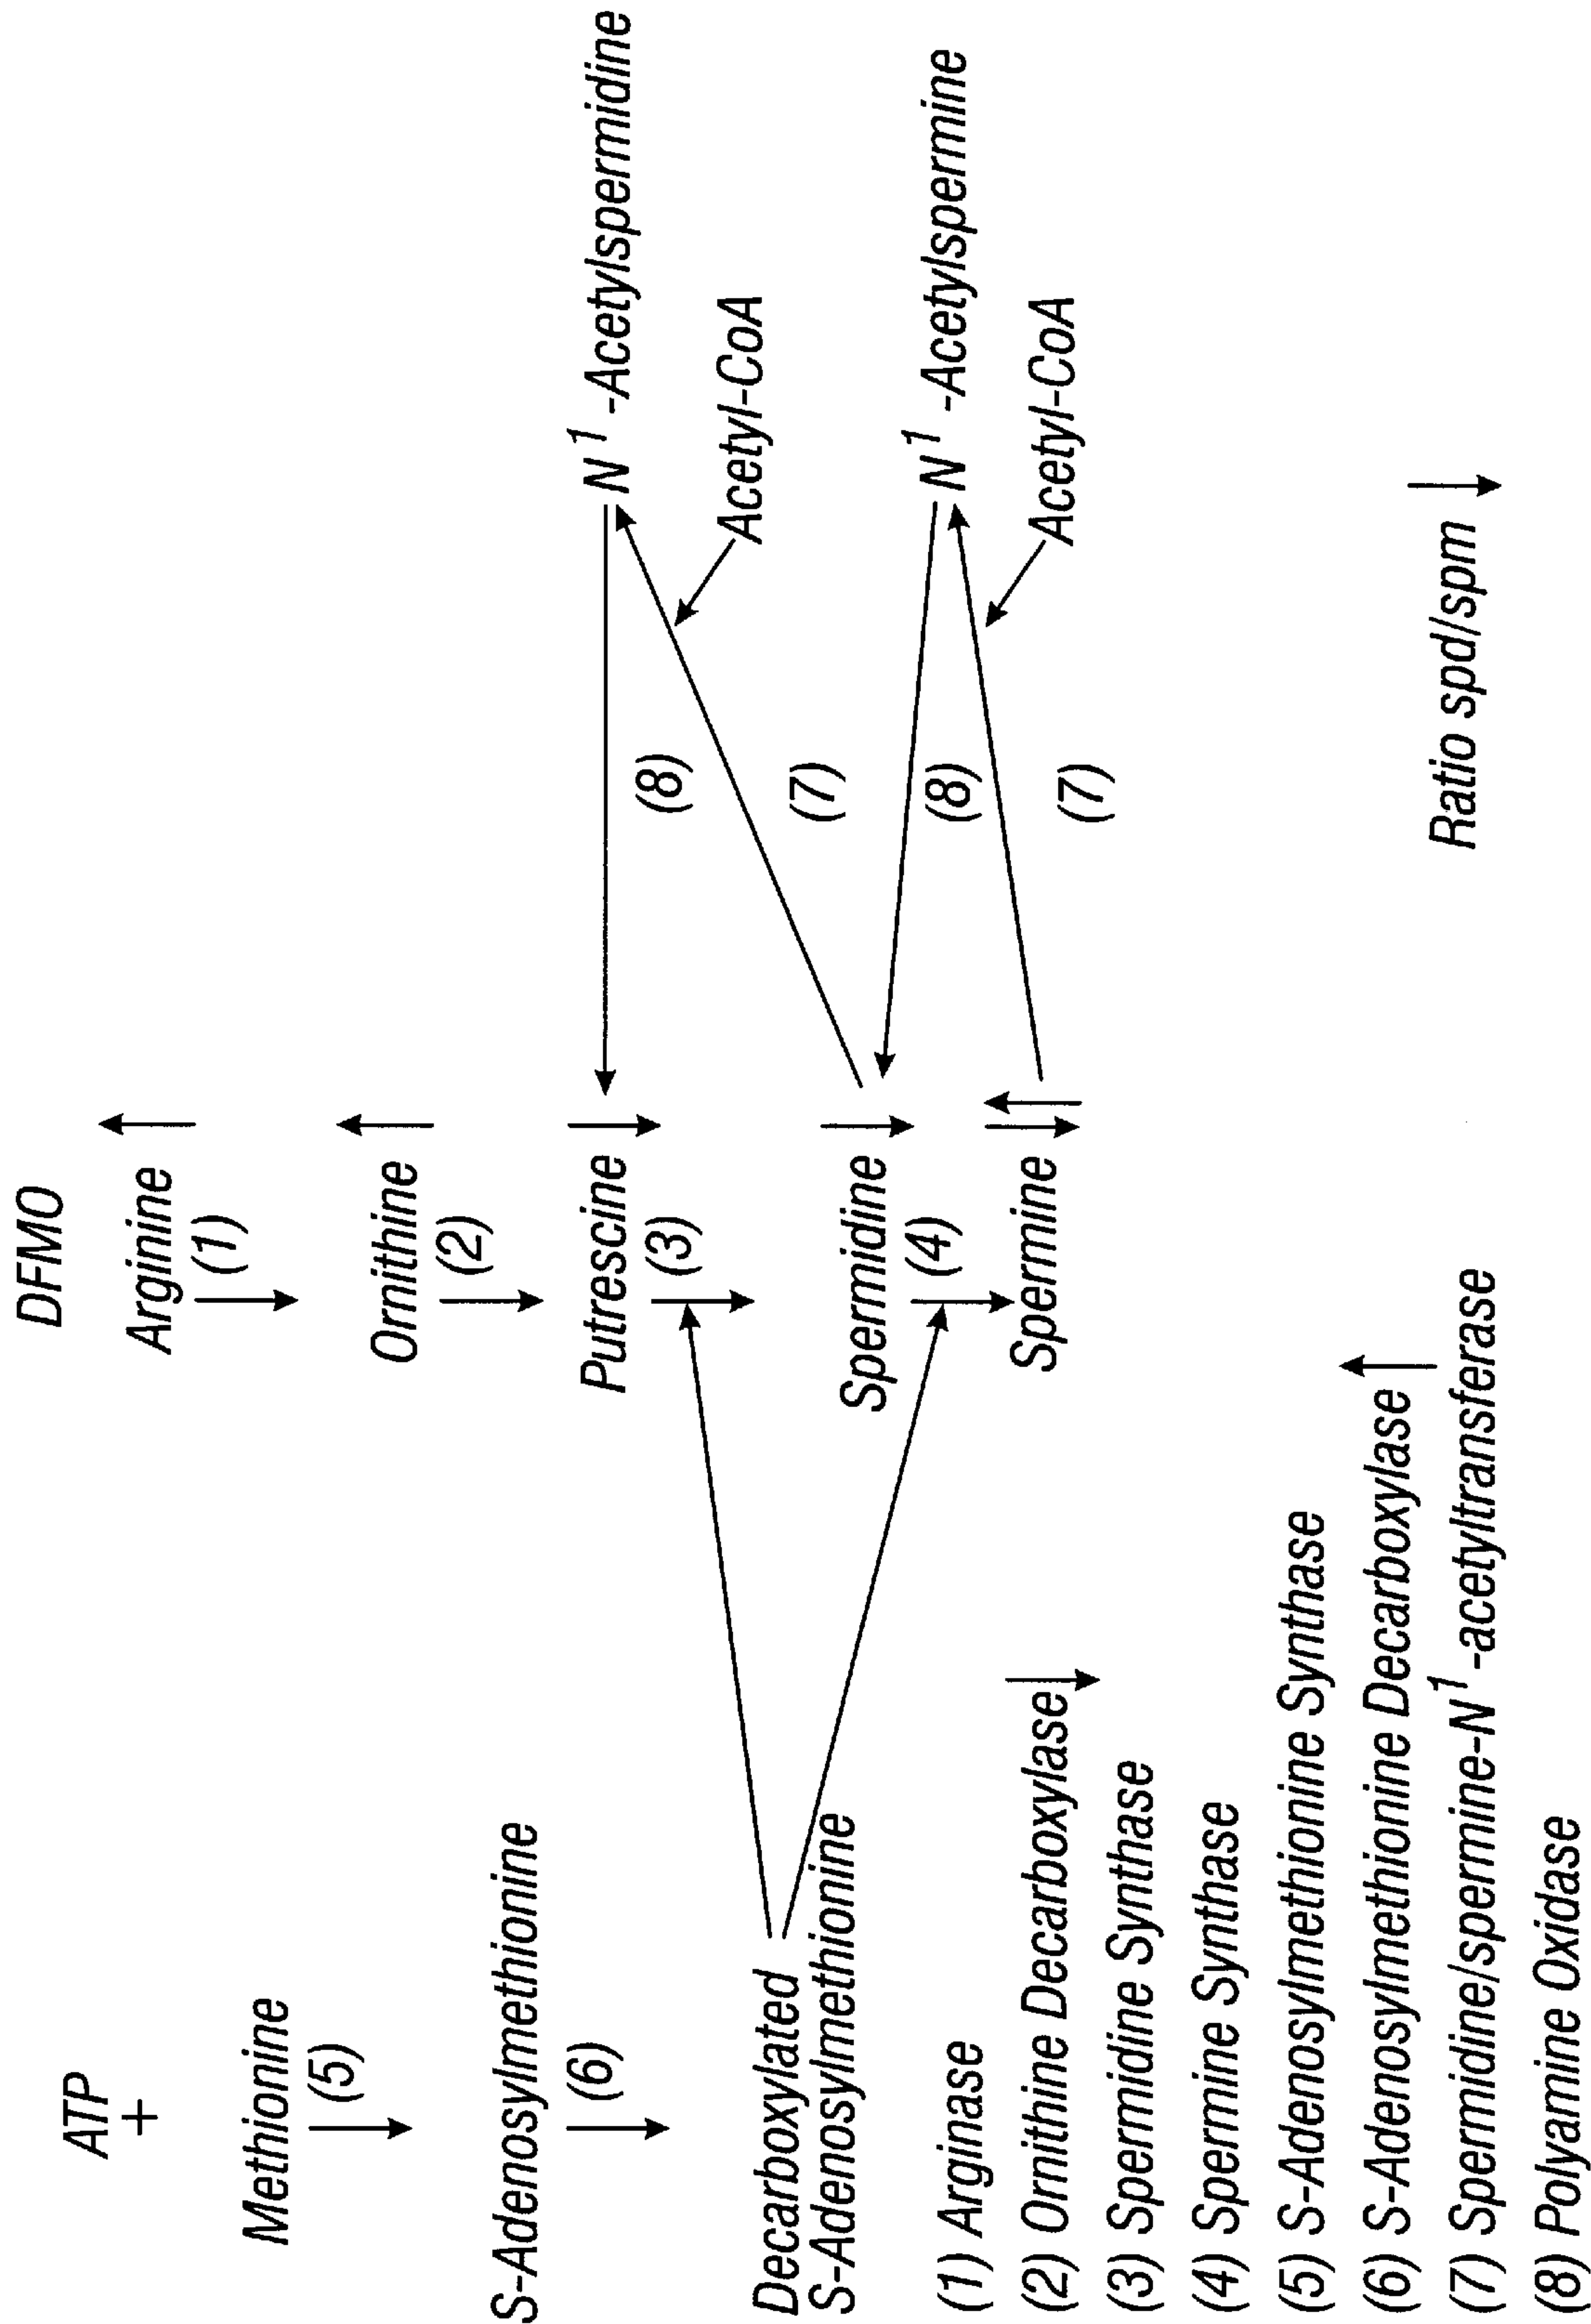 DFMO
ATP
+
Methionine
(5)
S-Adenosylmethionine
(6)
Decarboxylated
S-Adenosylmethionine
Arginine
(1)
Ornithine
(2)
Putrescine
(3)
Spermidine
(4)
Spermine
N1-Acetylspermidine
(8)
Acetyl-CoA
(7)
N1-Acetylspermine
(8)
Acetyl-CoA
(7)
(1) Arginase
(2) Ornithine Decarboxylase
(3) Spermidine Synthase
(4) Spermine Synthase
(5) S-Adenosylmethionine Synthase
(6) S-Adenosylmethionine Decarboxylase
(7) Spermidine/spermine-N1-acetyltransferase
(8) Polyamine Oxidase
Ratio spd/spm